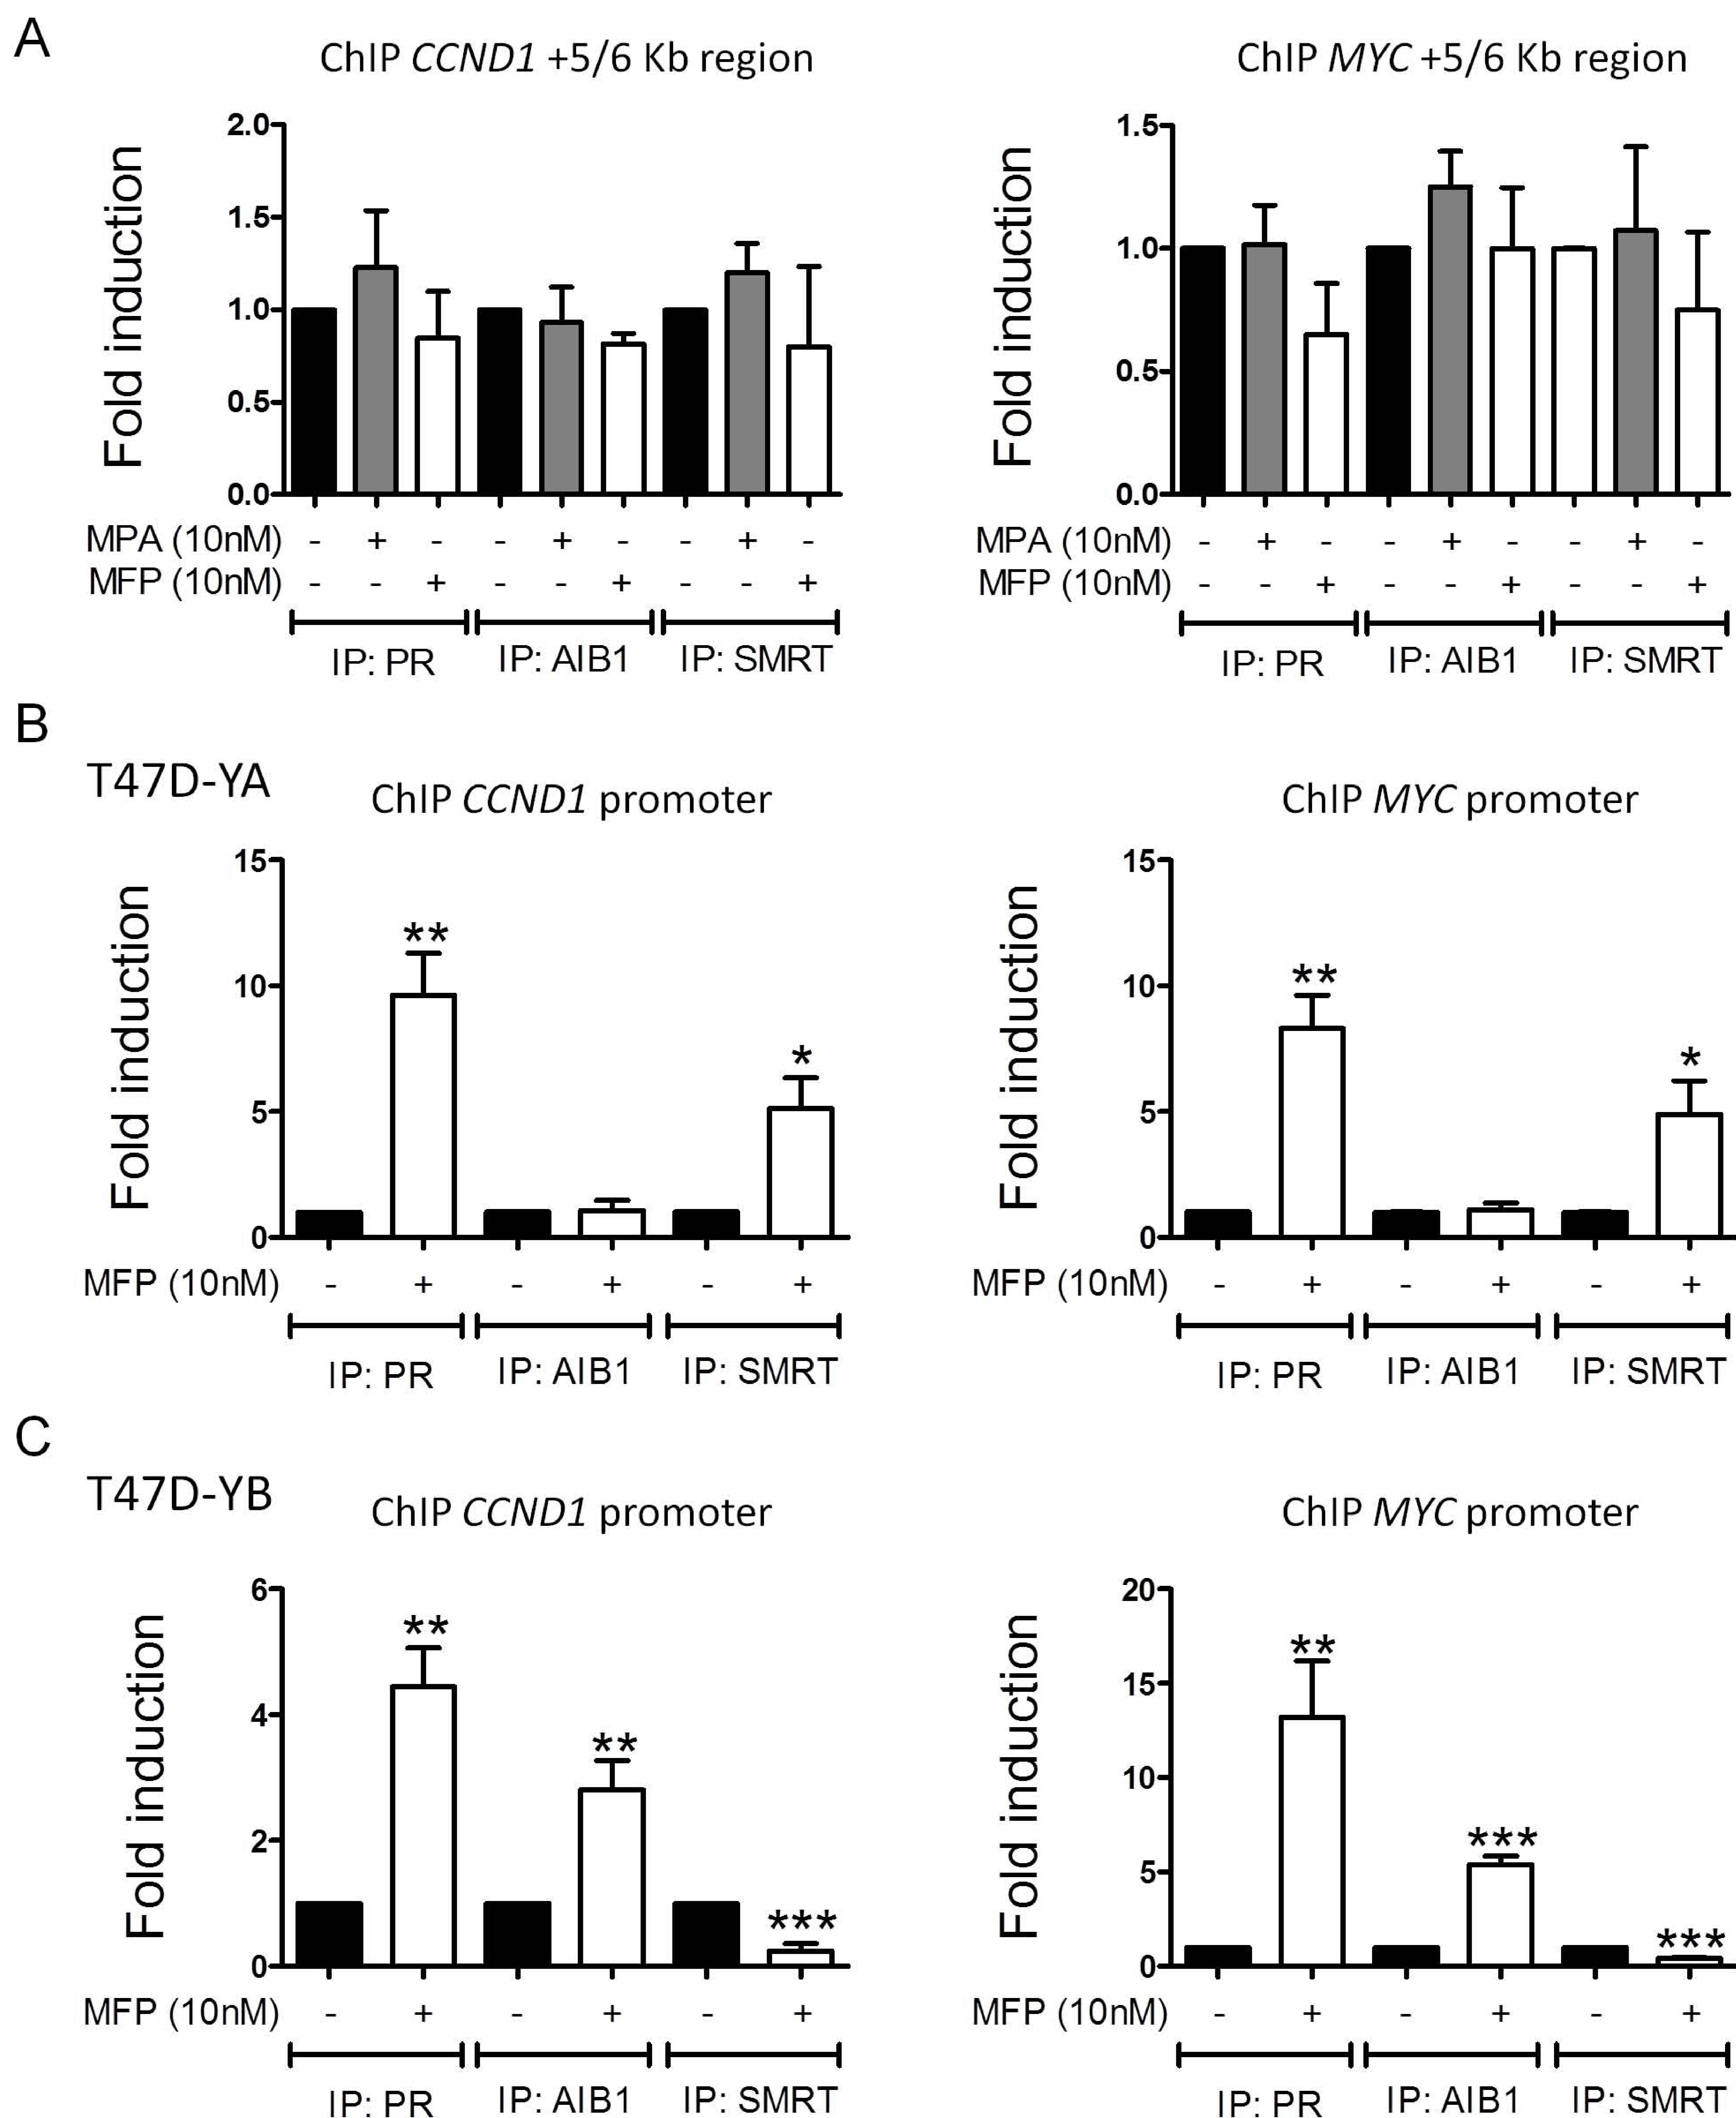 A
ChIP CCND1 +5/6 Kb region
Fold induction
2.0
1.5
1.0
0.5
0.0
MPA (10nM) - + - - + - - + -
MFP (10nM) - - + - - + - - +
IP: PR IP: AIB1 IP: SMRT
ChIP MYC +5/6 Kb region
Fold induction
1.5
1.0
0.5
0.0
MPA (10nM) - + - - + - - + -
MFP (10nM) - - + - - + - - +
IP: PR IP: AIB1 IP: SMRT
B
T47D-YA
ChIP CCND1 promoter
Fold induction
15
10
5
0
** *
MFP (10nM) - + - + - +
IP: PR IP: AIB1 IP: SMRT
ChIP MYC promoter
Fold induction
15
10
5
0
** *
MFP (10nM) - + - + - +
IP: PR IP: AIB1 IP: SMRT
C
T47D-YB
ChIP CCND1 promoter
Fold induction
6
4
2
0
** ** ***
MFP (10nM) - + - + - +
IP: PR IP: AIB1 IP: SMRT
ChIP MYC promoter
Fold induction
20
15
10
5
0
** *** ***
MFP (10nM) - + - + - +
IP: PR IP: AIB1 IP: SMRT